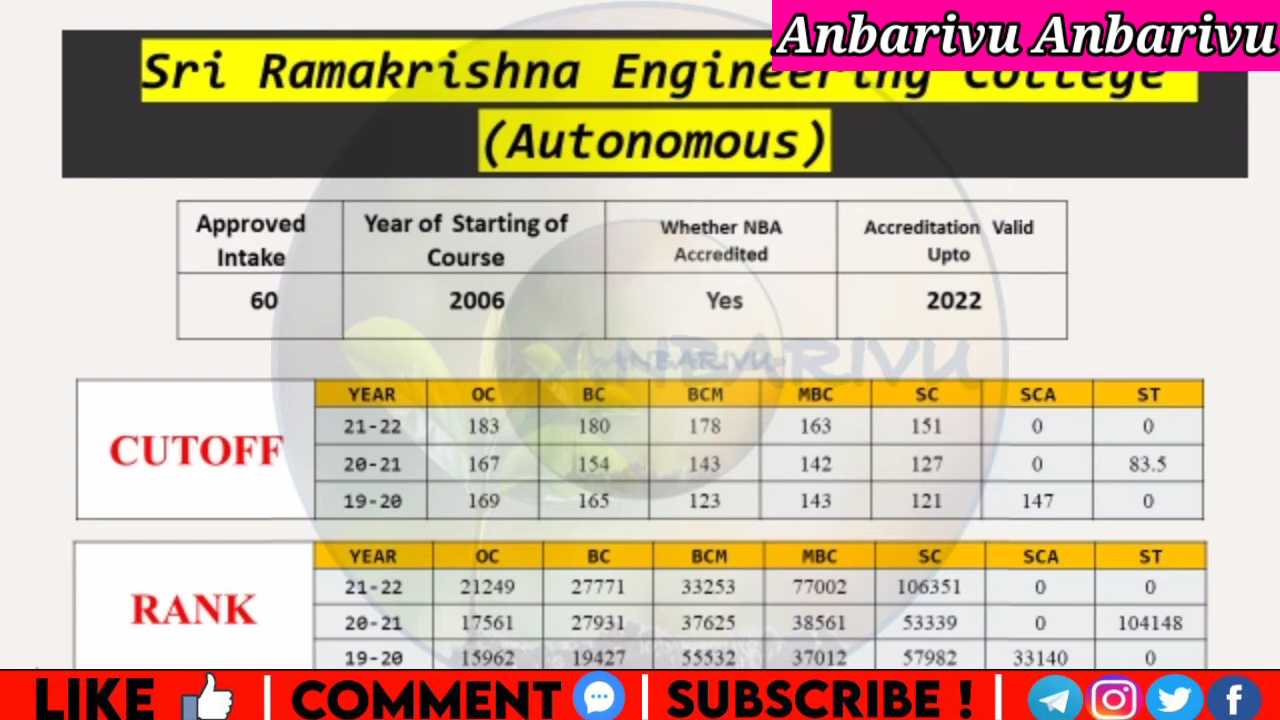 Anbarivu Anbarivu
Sri Ramakrishna Engineering College
(Autonomous)
Approved Intake | Year of Starting of Course | Whether NBA Accredited | Accreditation Valid Upto
60 | 2006 | Yes | 2022
ANBARIVU
ANBARIVU
CUTOFF
YEAR OC BC BCM MBC SC SCA ST
21-22 183 180 178 163 151 0 0
20-21 167 154 143 142 127 0 83.5
19-20 169 165 123 143 121 147 0
RANK
YEAR OC BC BCM MBC SC SCA ST
21-22 21249 27771 33253 77002 106351 0 0
20-21 17561 27931 37625 38561 53339 0 104148
19-20 15962 19427 55532 37012 57982 33140 0
LIKE | COMMENT | SUBSCRIBE ! |